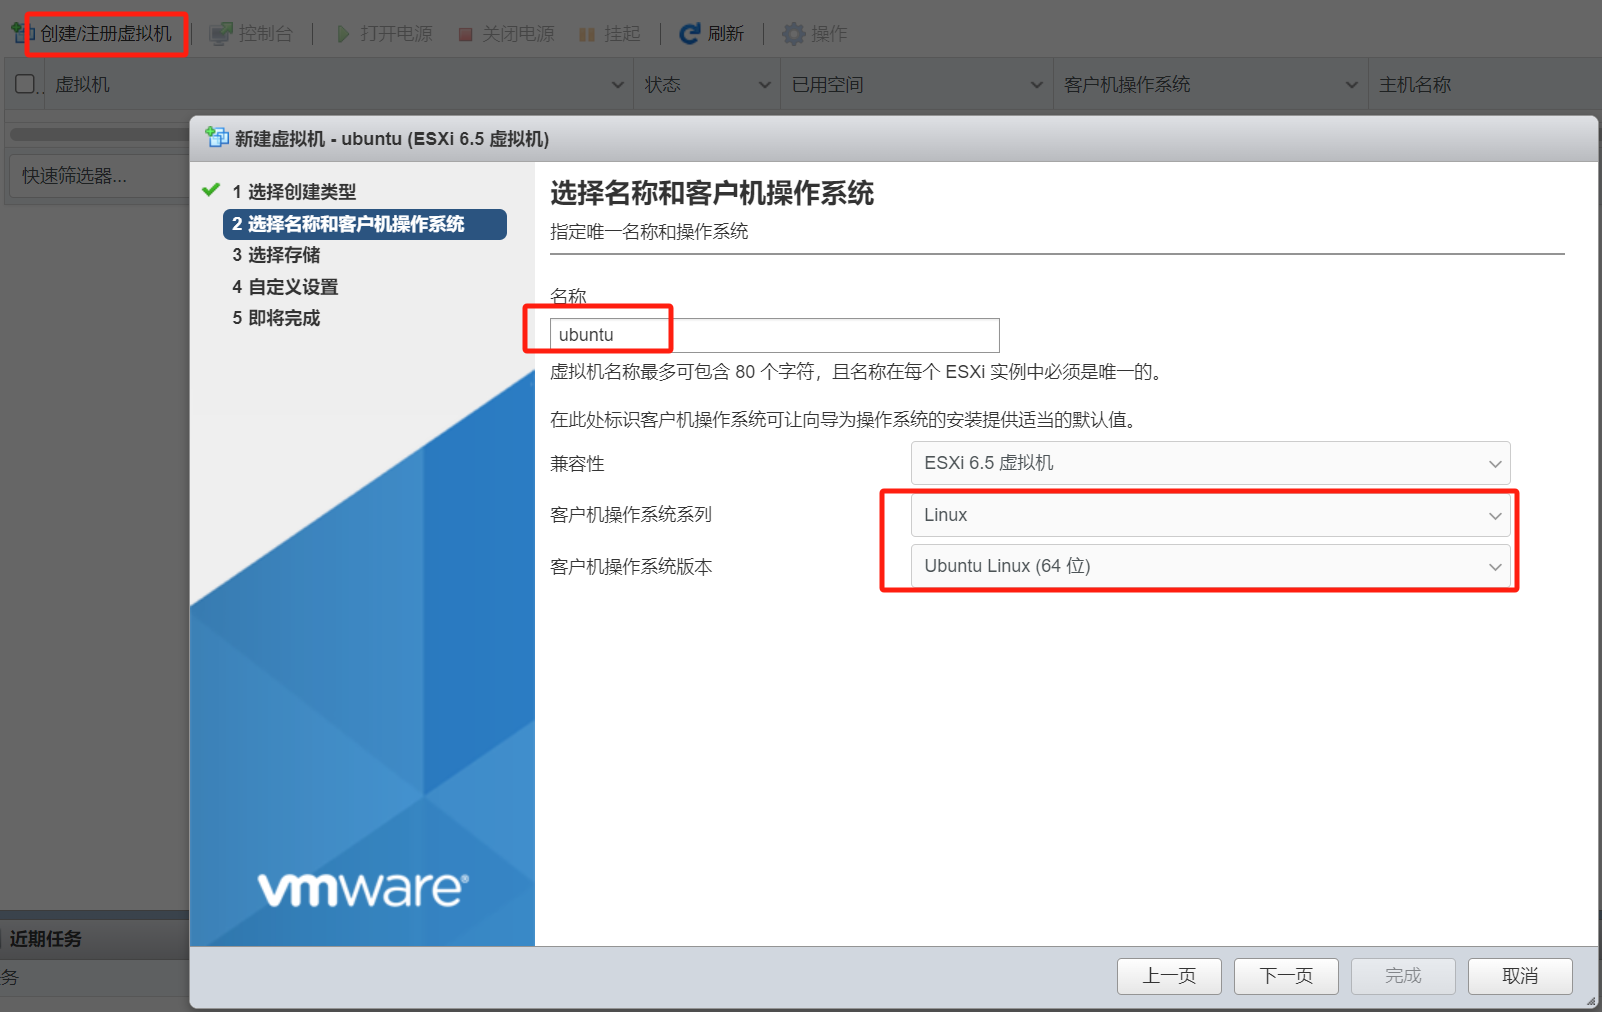 创建/注册虚拟机 控制台 打开电源 关闭电源 挂起 刷新 操作
虚拟机 状态 已用空间 客户机操作系统 主机名称
快速筛选器...
新建虚拟机 - ubuntu (ESXi 6.5 虚拟机)
1 选择创建类型
2 选择名称和客户机操作系统
3 选择存储
4 自定义设置
5 即将完成
选择名称和客户机操作系统
指定唯一名称和操作系统
名称
ubuntu
虚拟机名称最多可包含 80 个字符，且名称在每个 ESXi 实例中必须是唯一的。
在此处标识客户机操作系统可让向导为操作系统的安装提供适当的默认值。
兼容性 ESXi 6.5 虚拟机
客户机操作系统系列 Linux
客户机操作系统版本 Ubuntu Linux (64 位)
vmware®
近期任务
务
上一页 下一页 完成 取消